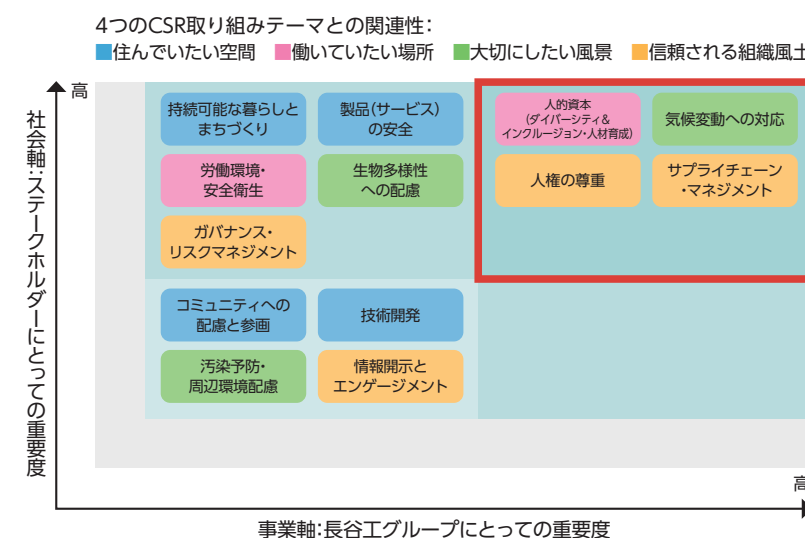 4つのCSR取り組みテーマとの関連性：
■住んでいたい空間 ■働いていたい場所 ■大切にしたい風景 ■信頼される組織風土
高
社会軸：ステークホルダーにとっての重要度
持続可能な暮らしと
まちづくり
製品（サービス）
の安全
人的資本
（ダイバーシティ＆
インクルージョン・人材育成）
気候変動への対応
労働環境・
安全衛生
生物多様性
への配慮
人権の尊重
サプライチェーン
・マネジメント
ガバナンス・
リスクマネジメント
コミュニティへの
配慮と参画
技術開発
汚染予防・
周辺環境配慮
情報開示と
エンゲージメント
高
事業軸：長谷工グループにとっての重要度